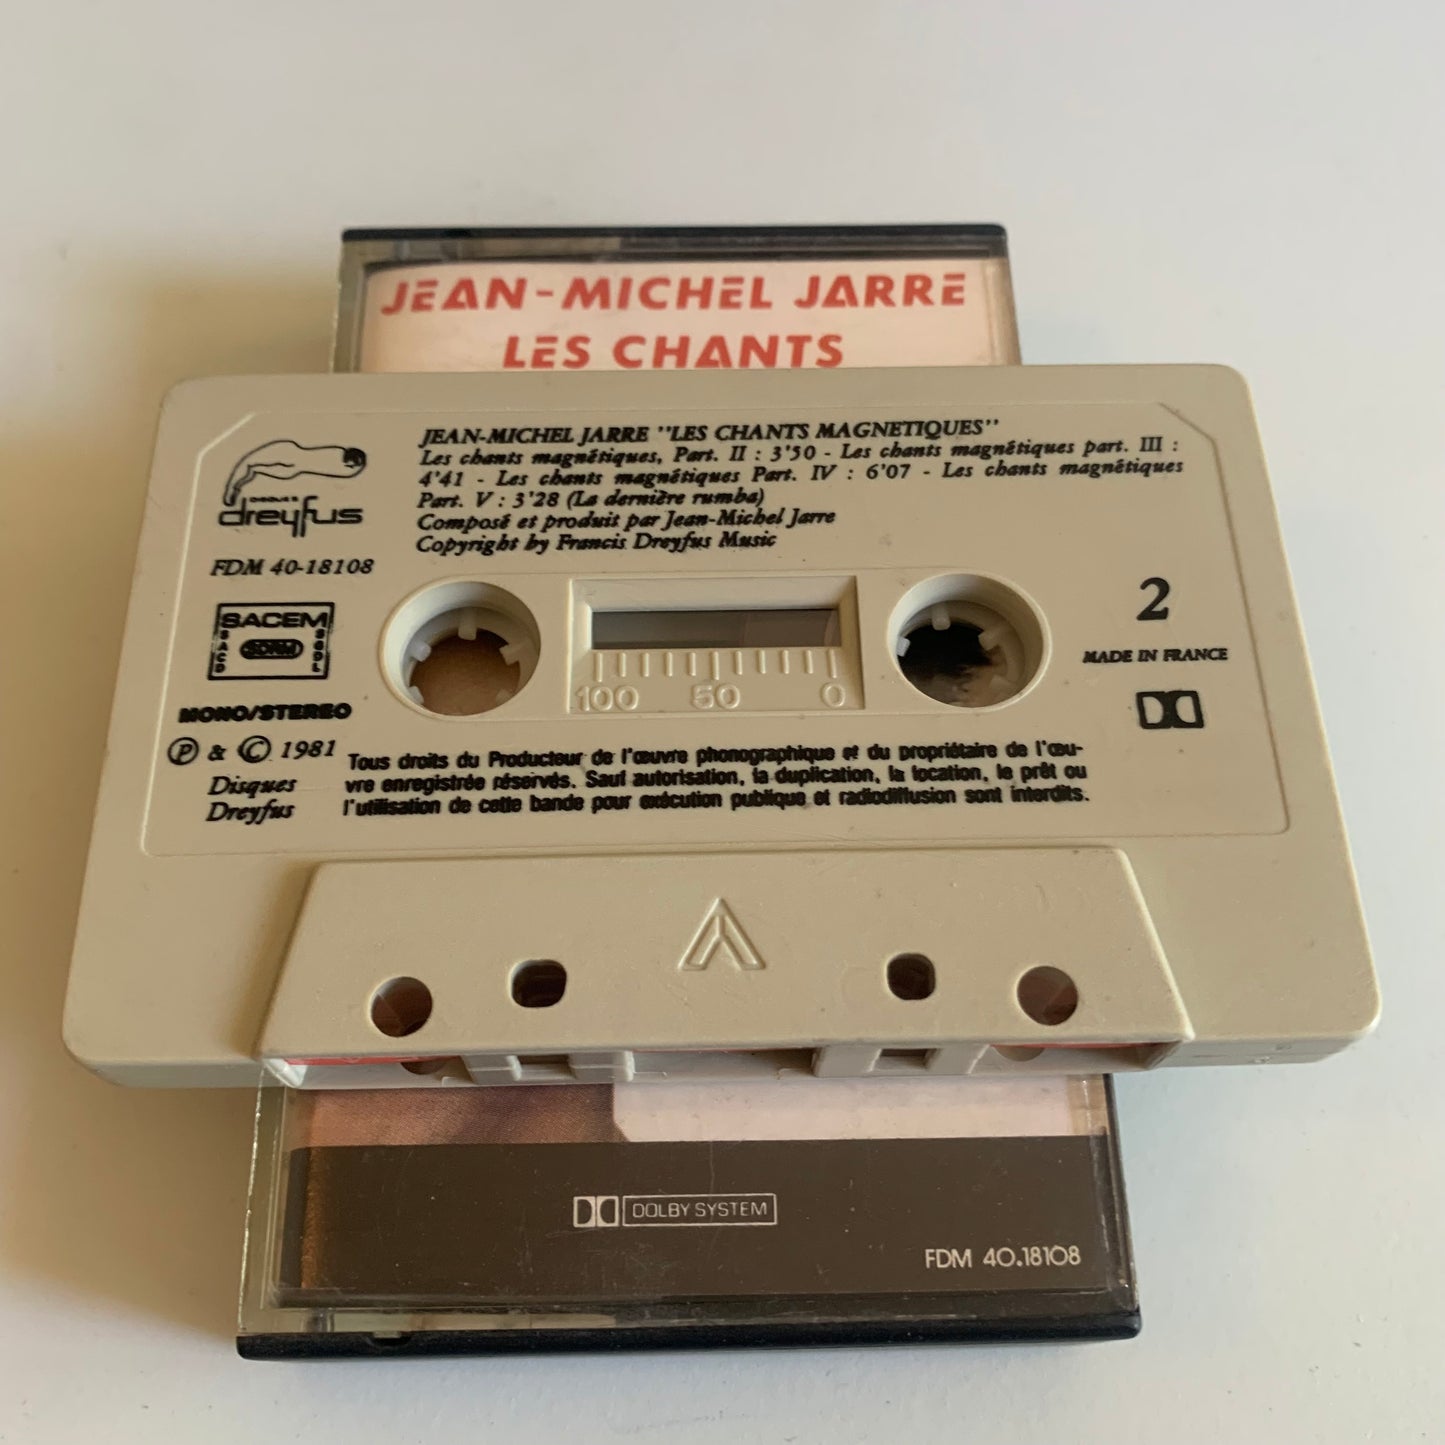 JEAN-MICHEL JARRE
LES CHANTS
JEAN-MICHEL JARRE "LES CHANTS MAGNETIQUES"
Les chants magnétiques, Part. II : 3'50 - Les chants magnétiques part. III :
4'41 - Les chants magnétiques Part. IV : 6'07 - Les chants magnétiques
Part. V : 3'28 (La dernière rumba)
Composé et produit par Jean-Michel Jarre
Copyright by Francis Dreyfus Music
DISQUES
dreyfus
FDM 40-18108
SACEM
SACD
SDRM
SGDL
MONO/STEREO
℗ & © 1981
Disques
Dreyfus
100 50 0
2
MADE IN FRANCE
Tous droits du Producteur de l'œuvre phonographique et du propriétaire de l'œu-
vre enregistrée réservés. Sauf autorisation, la duplication, la location, le prêt ou
l'utilisation de cette bande pour exécution publique et radiodiffusion sont interdits.
DOLBY SYSTEM
FDM 40.18108